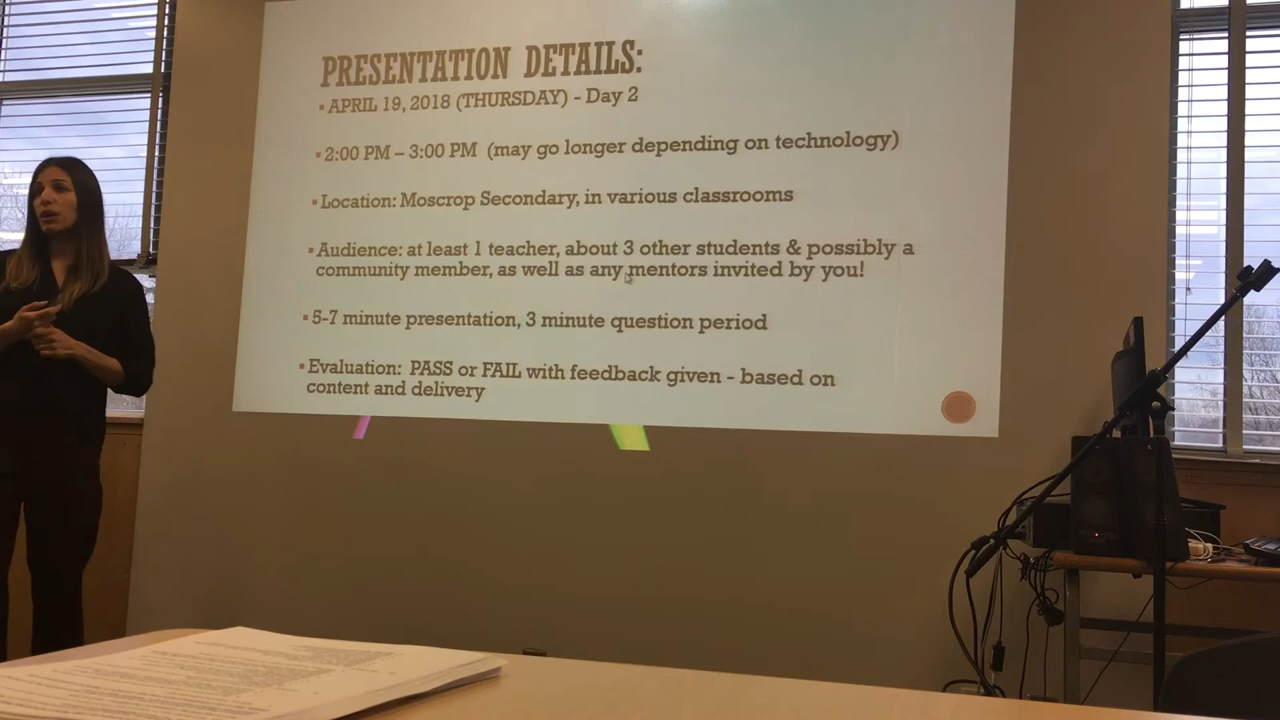 PRESENTATION DETAILS:
▪ APRIL 19, 2018 (THURSDAY) - Day 2
▪ 2:00 PM – 3:00 PM (may go longer depending on technology)
▪ Location: Moscrop Secondary, in various classrooms
▪ Audience: at least 1 teacher, about 3 other students & possibly a
community member, as well as any mentors invited by you!
▪ 5-7 minute presentation, 3 minute question period
▪ Evaluation: PASS or FAIL with feedback given - based on
content and delivery